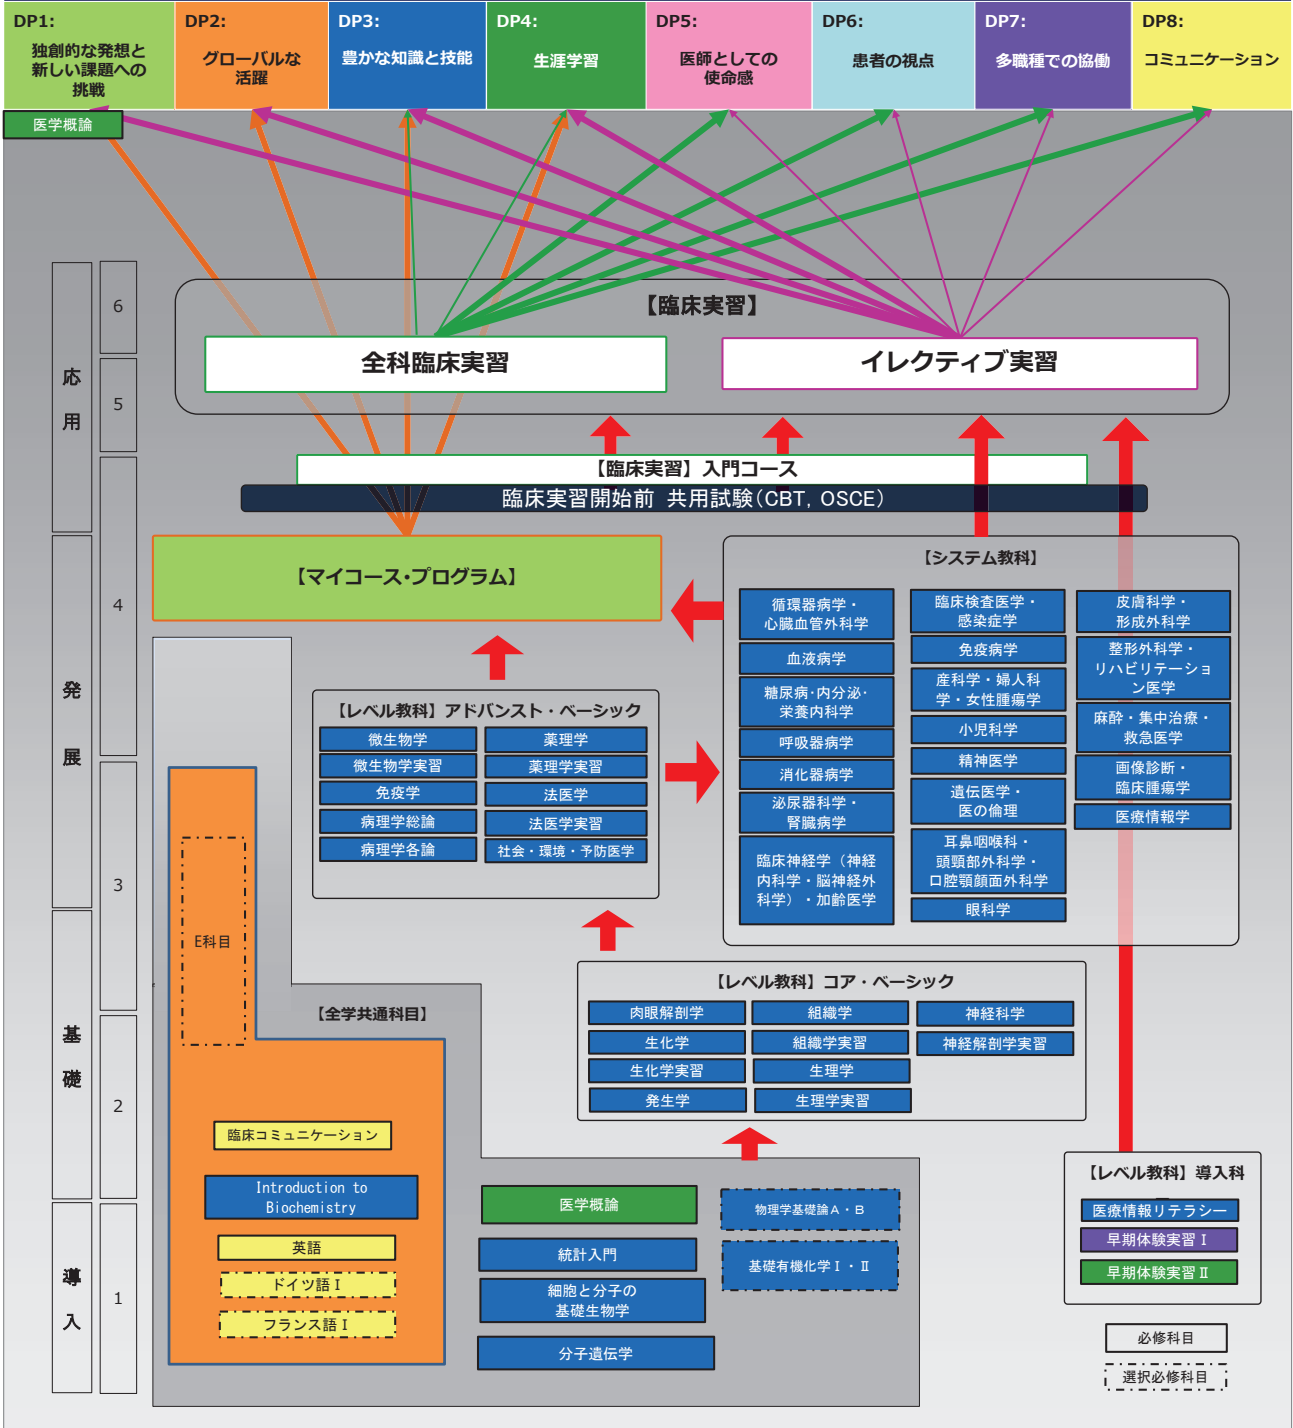 DP1:
独創的な発想と
新しい課題への
挑戦
DP2:
グローバルな
活躍
DP3:
豊かな知識と技能
DP4:
生涯学習
DP5:
医師としての
使命感
DP6:
患者の視点
DP7:
多職種での協働
DP8:
コミュニケーション
医学概論
応
用
6
5
【臨床実習】
全科臨床実習
イレクティブ実習
【臨床実習】入門コース
臨床実習開始前 共用試験(CBT, OSCE)
発
展
4
3
【マイコース・プログラム】
【システム教科】
循環器病学・
心臓血管外科学
血液病学
糖尿病・内分泌・
栄養内科学
呼吸器病学
消化器病学
泌尿器科学・
腎臓病学
臨床神経学（神経
内科学・脳神経外
科学）・加齢医学
臨床検査医学・
感染症学
免疫病学
産科学・婦人科
学・女性腫瘍学
小児科学
精神医学
遺伝医学・
医の倫理
耳鼻咽喉科・
頭頸部外科学・
口腔顎顔面外科学
眼科学
皮膚科学・
形成外科学
整形外科学・
リハビリテーショ
ン医学
麻酔・集中治療・
救急医学
画像診断・
臨床腫瘍学
医療情報学
【レベル教科】アドバンスト・ベーシック
微生物学
微生物学実習
免疫学
病理学総論
病理学各論
薬理学
薬理学実習
法医学
法医学実習
社会・環境・予防医学
E科目
【レベル教科】コア・ベーシック
肉眼解剖学
生化学
生化学実習
発生学
組織学
組織学実習
生理学
生理学実習
神経科学
神経解剖学実習
基
礎
2
【全学共通科目】
臨床コミュニケーション
Introduction to
Biochemistry
英語
ドイツ語Ⅰ
フランス語Ⅰ
医学概論
統計入門
細胞と分子の
基礎生物学
分子遺伝学
物理学基礎論Ａ・Ｂ
基礎有機化学Ⅰ・Ⅱ
導
入
1
【レベル教科】導入科
医療情報リテラシー
早期体験実習Ⅰ
早期体験実習Ⅱ
必修科目
選択必修科目